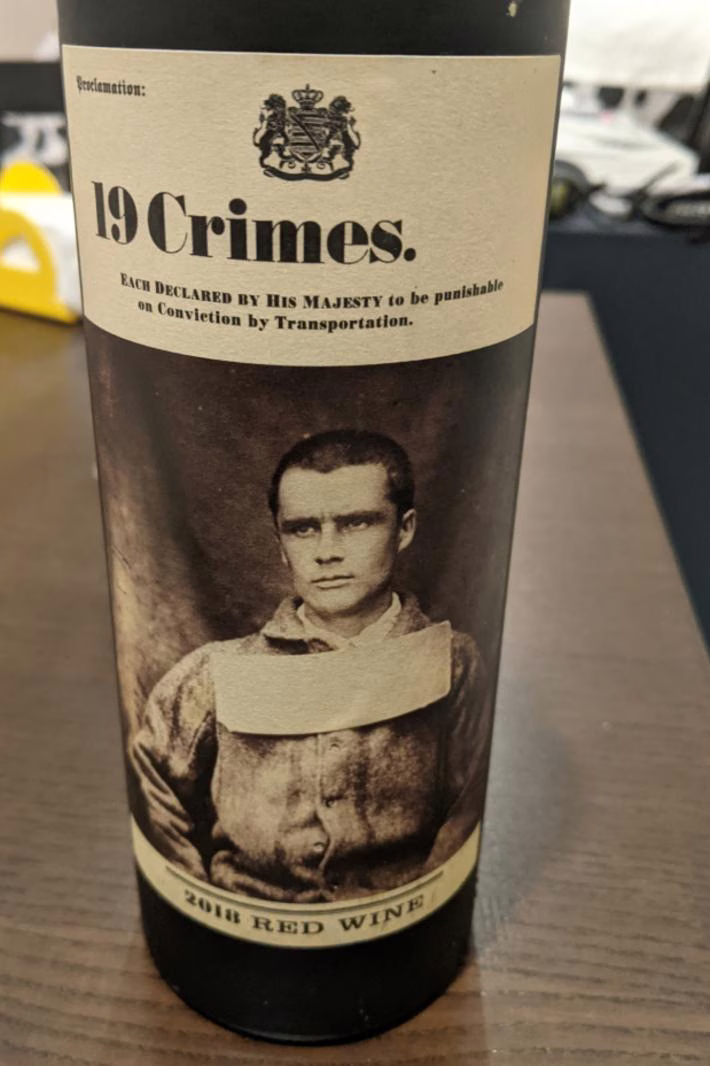 Proclamation:
19 Crimes.
EACH DECLARED BY HIS MAJESTY to be punishable
on Conviction by Transportation.
2018 RED WINE